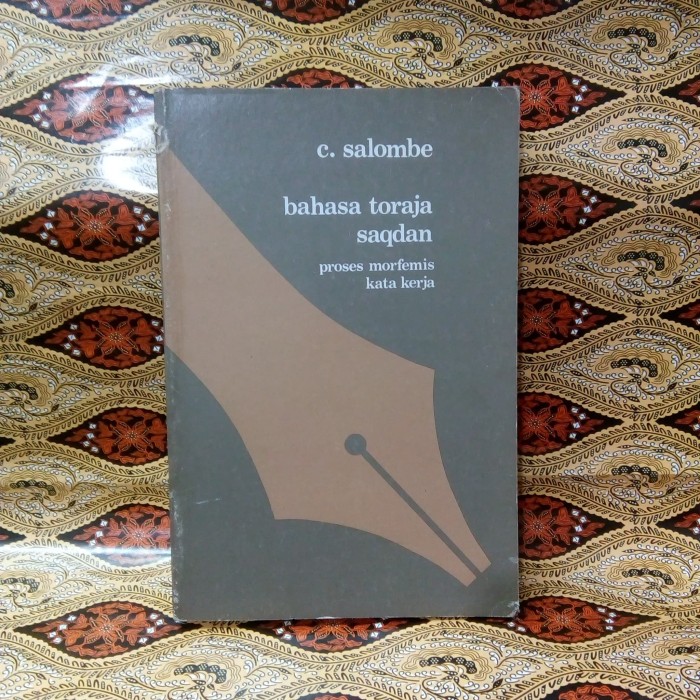 c. salombe
bahasa toraja
saqdan
proses morfemis
kata kerja